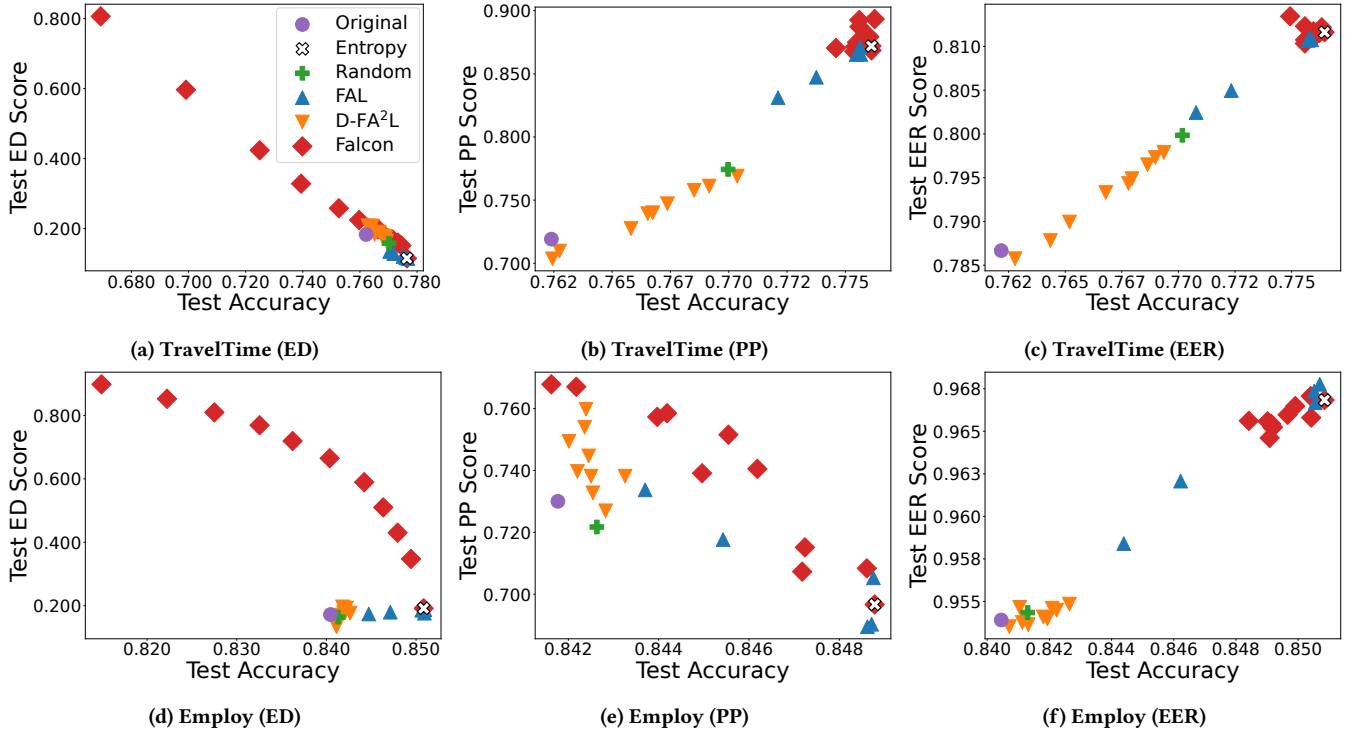 Test ED Score
0.800
0.600
0.400
0.200
0.680
0.700
0.720
0.740
0.760
0.780
Test Accuracy
Original
Entropy
Random
FAL
D-FA²L
Falcon
(a) TravelTime (ED)
Test PP Score
0.900
0.850
0.800
0.750
0.700
0.762
0.765
0.767
0.770
0.772
0.775
Test Accuracy
(b) TravelTime (PP)
Test EER Score
0.810
0.805
0.800
0.795
0.790
0.785
0.762
0.765
0.767
0.770
0.772
0.775
Test Accuracy
(c) TravelTime (EER)
Test ED Score
0.800
0.600
0.400
0.200
0.820
0.830
0.840
0.850
Test Accuracy
(d) Employ (ED)
Test PP Score
0.760
0.740
0.720
0.700
0.842
0.844
0.846
0.848
Test Accuracy
(e) Employ (PP)
Test EER Score
0.968
0.965
0.963
0.960
0.958
0.955
0.840
0.842
0.844
0.846
0.848
0.850
Test Accuracy
(f) Employ (EER)